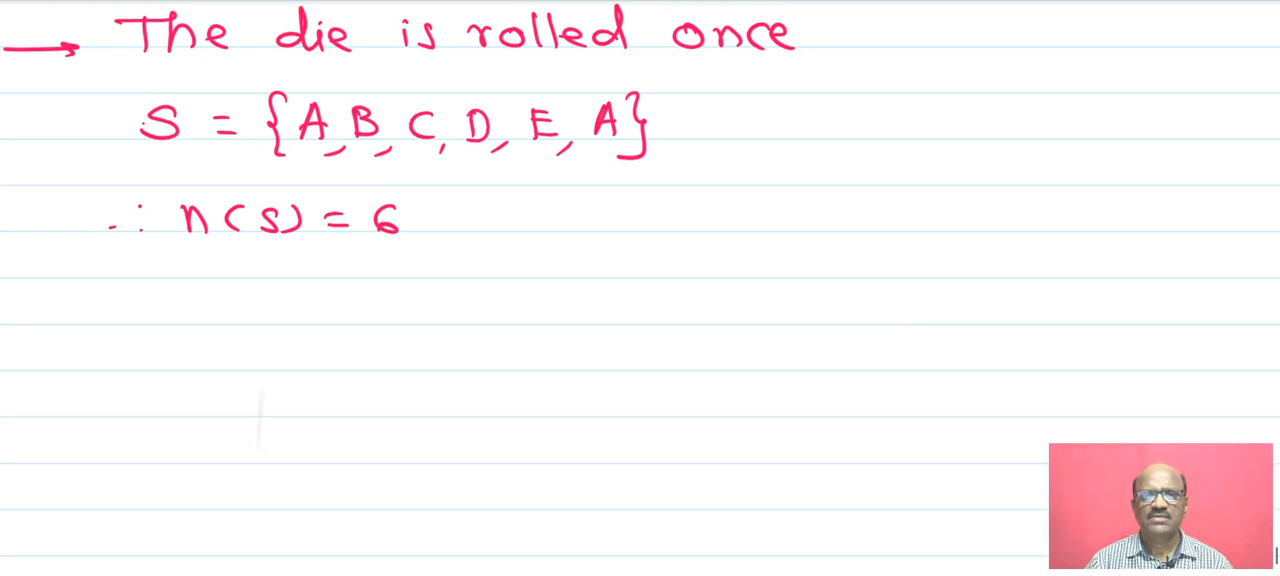 → The die is rolled once
S = {A, B, C, D, E, A}
∴ n(S) = 6